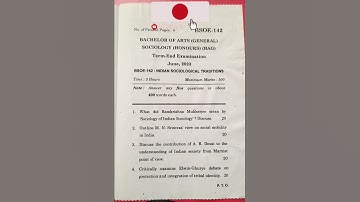 No. of Printed Pages : 4
BSOE-142
BACHELOR OF ARTS (GENERAL)
SOCIOLOGY (HONOURS) (BAG)
Term-End Examination
June, 2023
BSOE-142 : INDIAN SOCIOLOGICAL TRADITIONS
Time : 3 Hours Maximum Marks : 100
Note : Answer any five questions in about
400 words each.
1. What did Ramkrishna Mukherjee mean by
'Sociology of Indian Sociology' ? Discuss. 20
2. Outline M. N. Srinivas' view on social mobility
in India. 20
3. Discuss the contribution of A. R. Desai to the
understanding of Indian society from Marxist
point of view. 20
4. Critically examine Elwin-Ghurye debate on
promotion and integration of tribal identity. 20
P. T. O.